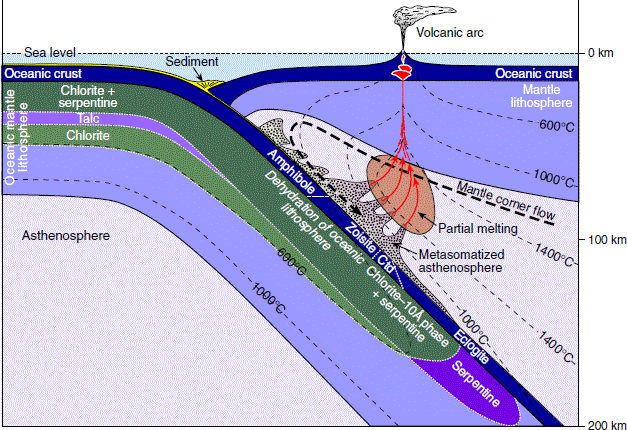 Volcanic arc
Sea level
0 km
Sediment
Oceanic crust
Oceanic crust
Mantle
lithosphere
Chlorite +
serpentine
Talc
Chlorite
Oceanic mantle
lithosphere
600°C
1000°C
Amphibole
Dehydration of oceanic
lithosphere
Mantle corner flow
Partial melting
Asthenosphere
Zoisite
Ctd
100 km
1400°C
Metasomatized
asthenosphere
600°C
Chlorite–10Å phase
+ serpentine
1000°C
1000°C
Eclogite
1400°C
Serpentine
200 km